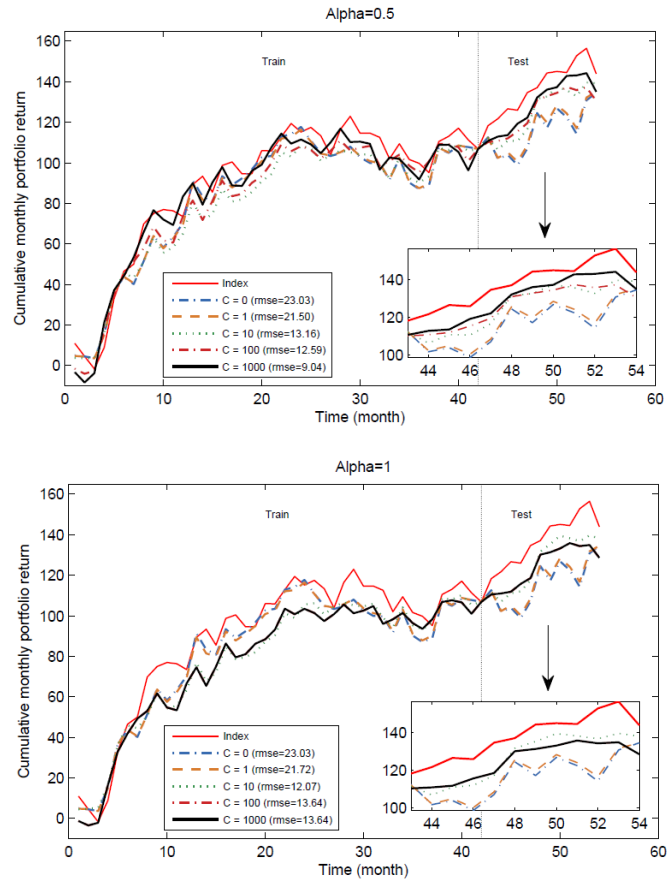 Alpha=0.5
160
140
120
100
80
60
40
20
0
Cumulative monthly portfolio return
Train
Test
Index
C = 0 (rmse=23.03)
C = 1 (rmse=21.50)
C = 10 (rmse=13.16)
C = 100 (rmse=12.59)
C = 1000 (rmse=9.04)
140
120
100
44 46 48 50 52 54
0 10 20 30 40 50 60
Time (month)
Alpha=1
160
140
120
100
80
60
40
20
0
Cumulative monthly portfolio return
Train
Test
Index
C = 0 (rmse=23.03)
C = 1 (rmse=21.72)
C = 10 (rmse=12.07)
C = 100 (rmse=13.64)
C = 1000 (rmse=13.64)
140
120
100
44 46 48 50 52 54
0 10 20 30 40 50 60
Time (month)